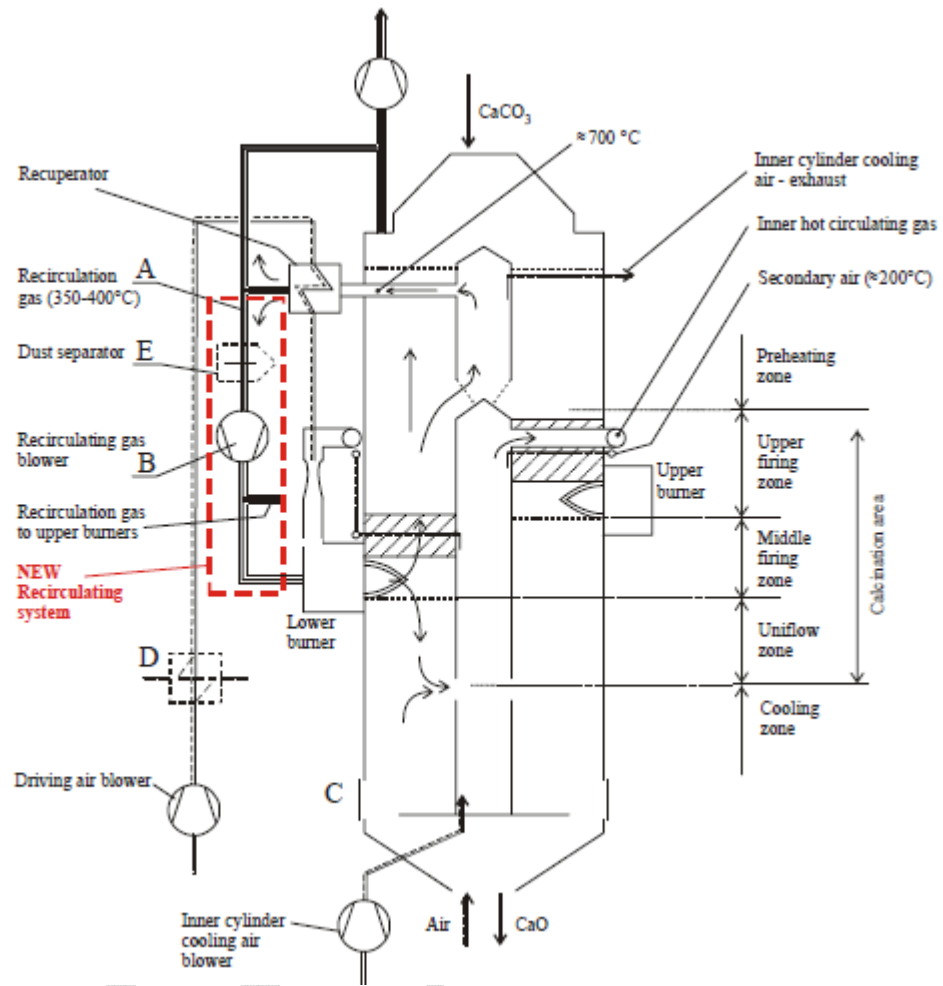 CaCO3
≈700 °C
Recuperator
Inner cylinder cooling
air - exhaust
Inner hot circulating gas
Recirculation A
gas (350-400°C)
Secondary air (≈200°C)
Dust separator E
Preheating
zone
Recirculating gas
blower B
Upper
firing
zone
Upper
burner
Recirculation gas
to upper burners
Middle
firing
zone
Calcination area
NEW
Recirculating
system
Lower
burner
Uniflow
zone
D
Cooling
zone
Driving air blower
C
Inner cylinder
cooling air
blower
Air
CaO